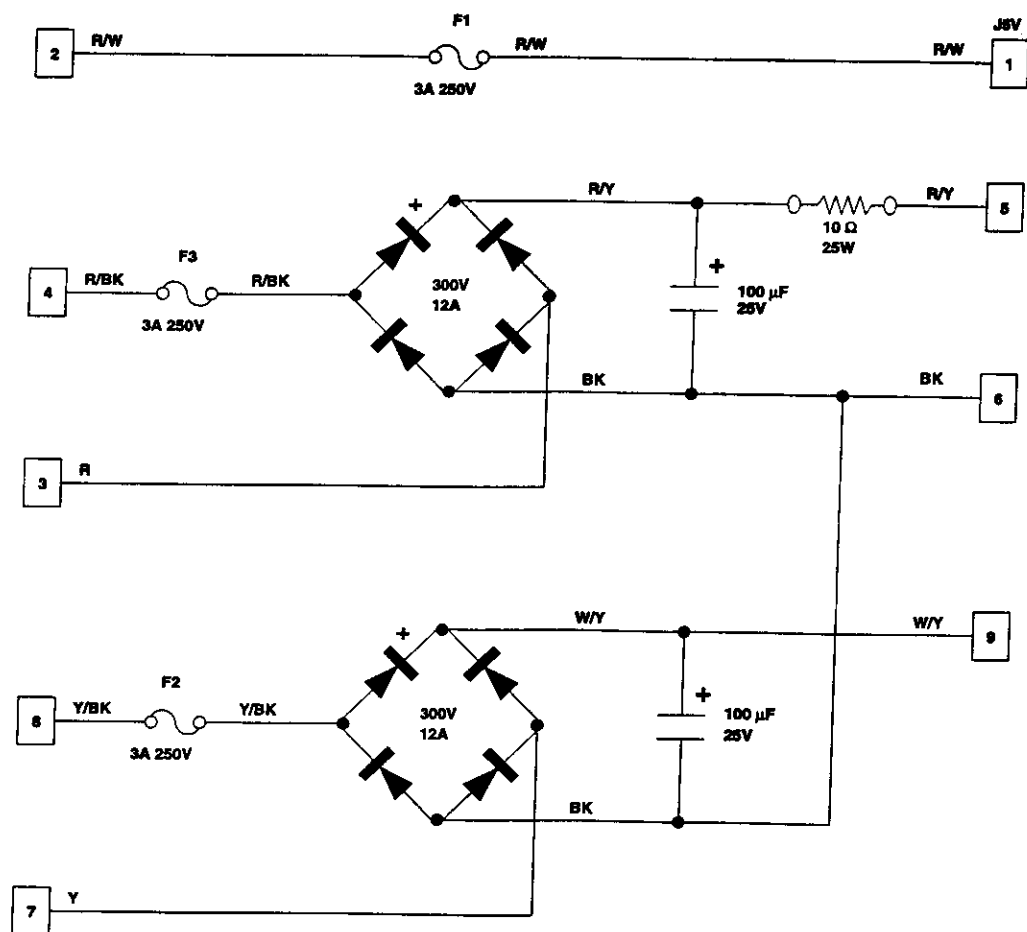 F1
J5V
2
R/W
R/W
R/W
1
3A 250V
+
R/Y
R/Y
5
10 Ω
25W
F3
4
R/BK
R/BK
3A 250V
300V
12A
+
100 µF
25V
BK
BK
6
3
R
+
W/Y
W/Y
9
F2
8
Y/BK
Y/BK
3A 250V
300V
12A
+
100 µF
25V
BK
7
Y